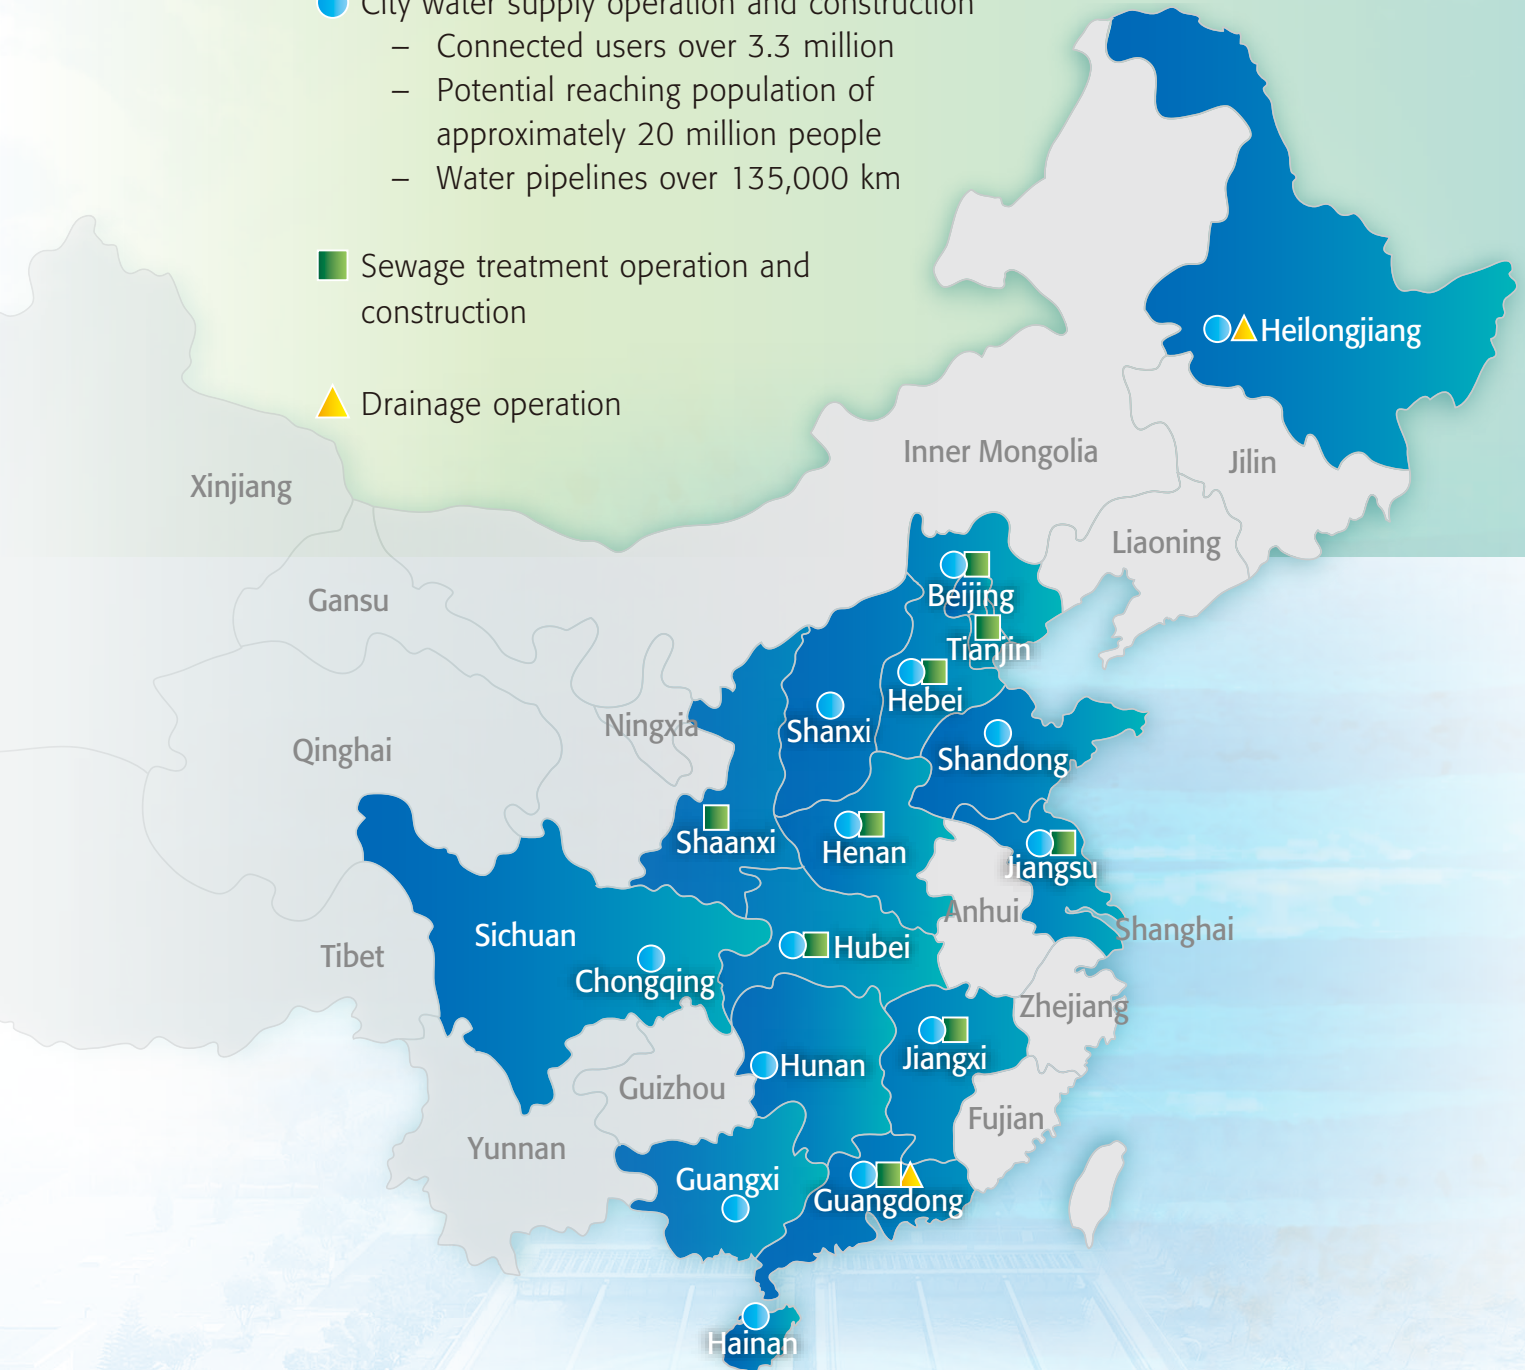 City water supply operation and construction
– Connected users over 3.3 million
– Potential reaching population of
approximately 20 million people
– Water pipelines over 135,000 km
Sewage treatment operation and
construction
Drainage operation
Heilongjiang
Inner Mongolia
Jilin
Xinjiang
Liaoning
Gansu
Beijing
Tianjin
Hebei
Ningxia
Shanxi
Qinghai
Shandong
Shaanxi
Henan
Jiangsu
Anhui
Shanghai
Sichuan
Hubei
Tibet
Chongqing
Zhejiang
Jiangxi
Hunan
Guizhou
Fujian
Yunnan
Guangxi
Guangdong
Hainan